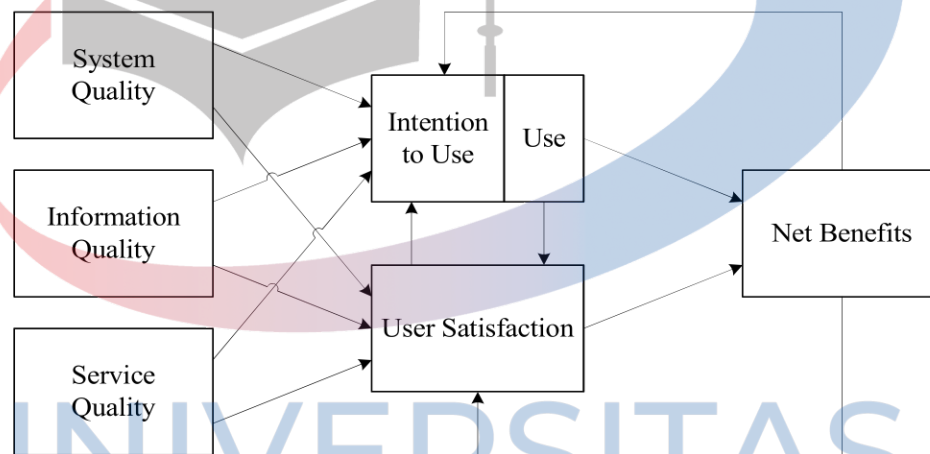 System
Quality
Intention
to Use
Use
Information
Quality
Net Benefits
User Satisfaction
Service
Quality
UNIVERSITAS